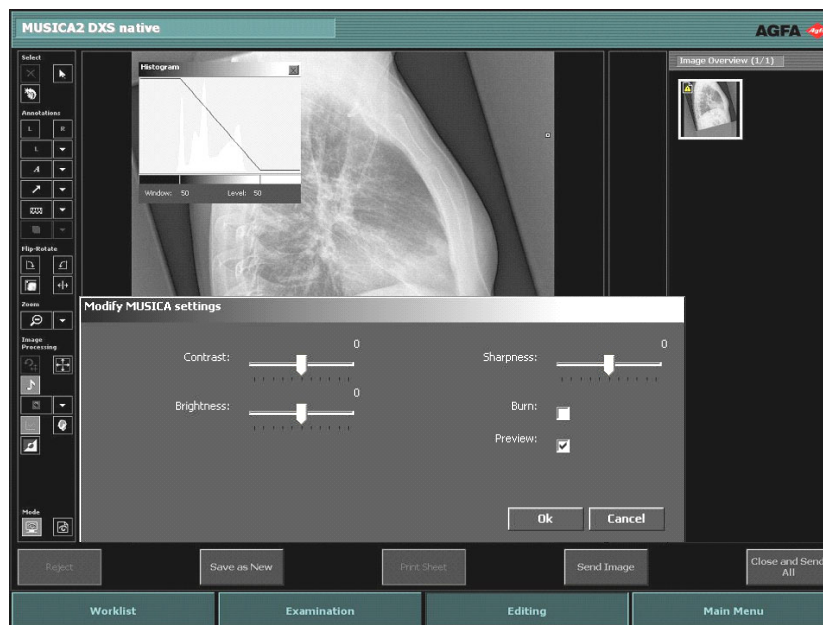 MUSICA2 DXS native
AGFA
Select
Histogram
Image Overview (1/1)
Annotations
L R
L
A
Window: 50 Level: 50
Flip-Rotate
Zoom
Modify MUSICA settings
Image
Processing
Contrast: 0
Sharpness: 0
Brightness: 0
Burn:
Preview:
Ok Cancel
Mode
Reject
Save as New
Print Sheet
Send Image
Close and Send
All
Worklist
Examination
Editing
Main Menu